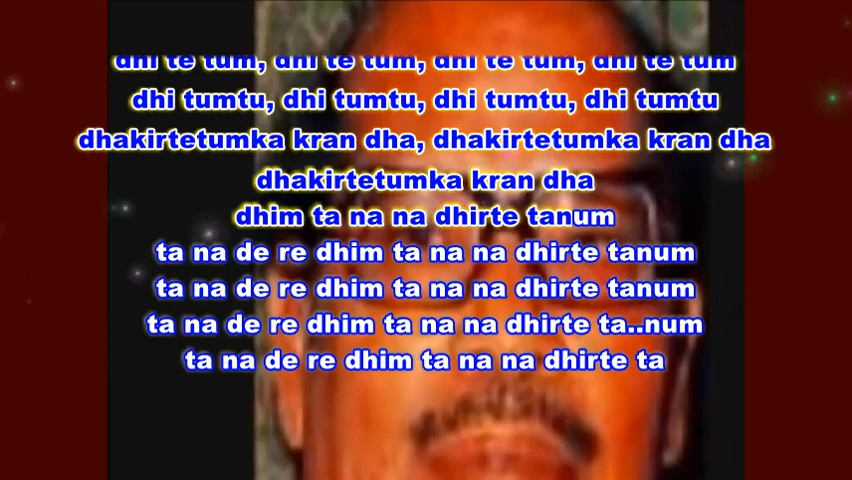 dhi te tum, dhi te tum, dhi te tum, dhi te tum
dhi tumtu, dhi tumtu, dhi tumtu, dhi tumtu
dhakirtetumka kran dha, dhakirtetumka kran dha
dhakirtetumka kran dha
dhim ta na na dhirte tanum
ta na de re dhim ta na na dhirte tanum
ta na de re dhim ta na na dhirte tanum
ta na de re dhim ta na na dhirte ta..num
ta na de re dhim ta na na dhirte ta